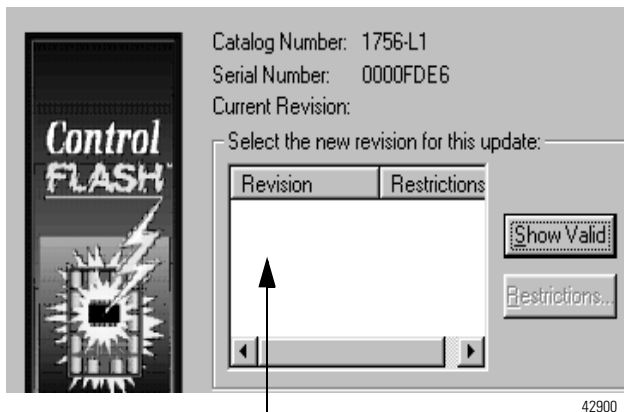 Catalog Number: 1756-L1
Serial Number: 0000FDE6
Current Revision:
Control
FLASH
Select the new revision for this update:
Revision Restrictions
Show Valid
Restrictions...
42900